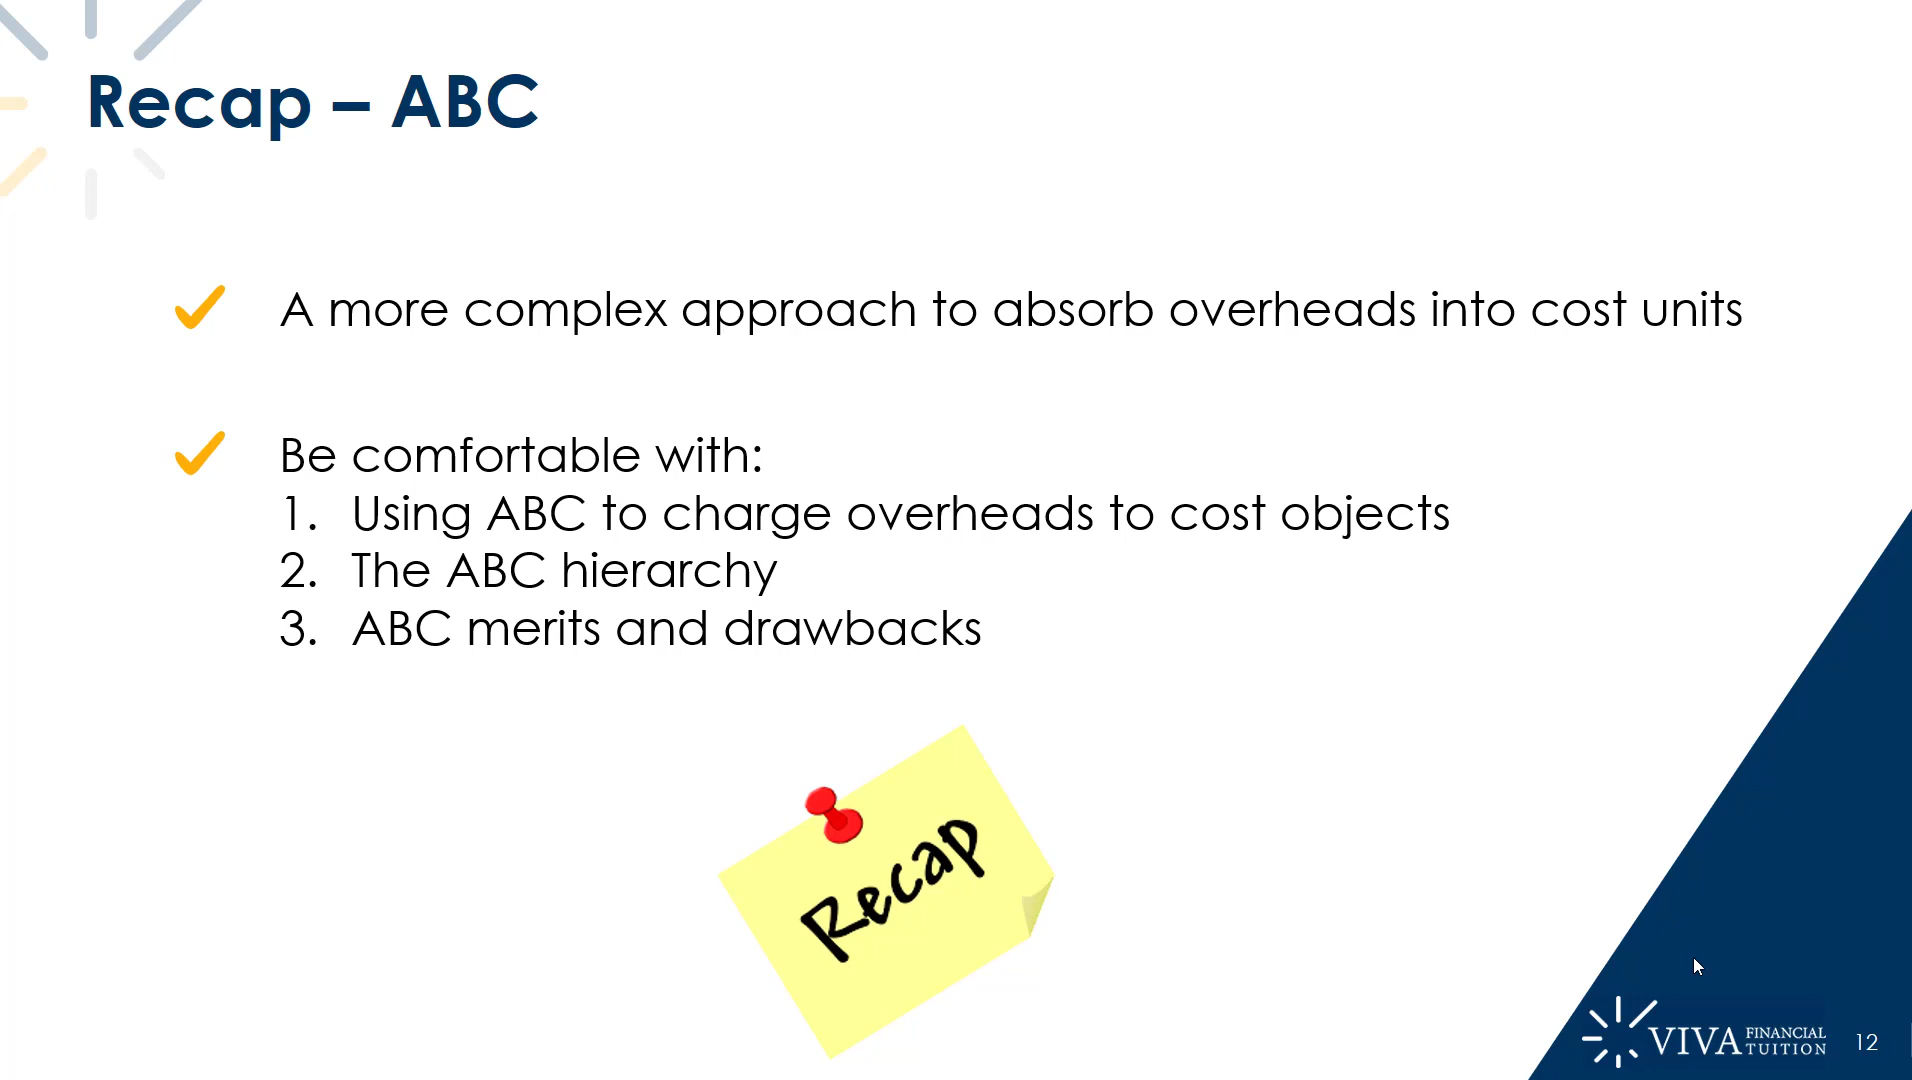 Recap – ABC
A more complex approach to absorb overheads into cost units
Be comfortable with:
1. Using ABC to charge overheads to cost objects
2. The ABC hierarchy
3. ABC merits and drawbacks
Recap
VIVA FINANCIAL TUITION
12